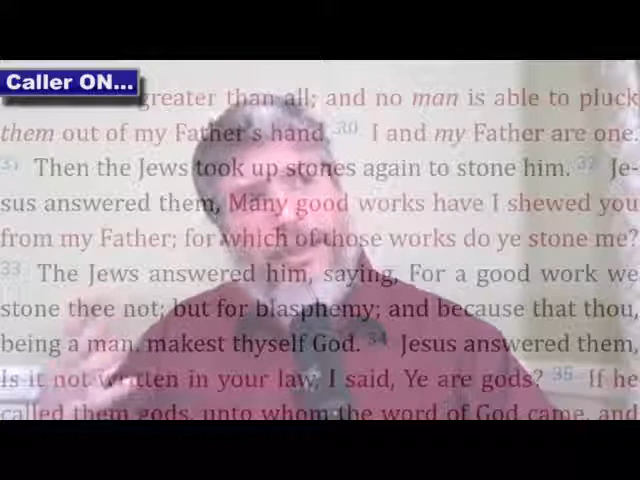 Caller ON...
greater than all; and no man is able to pluck
them out of my Father's hand. 30 I and my Father are one.
31 Then the Jews took up stones again to stone him. 32 Je-
sus answered them, Many good works have I shewed you
from my Father; for which of those works do ye stone me?
33 The Jews answered him, saying, For a good work we
stone thee not; but for blasphemy; and because that thou,
being a man, makest thyself God. 34 Jesus answered them,
Is it not written in your law, I said, Ye are gods? 35 If he
called them gods, unto whom the word of God came, and